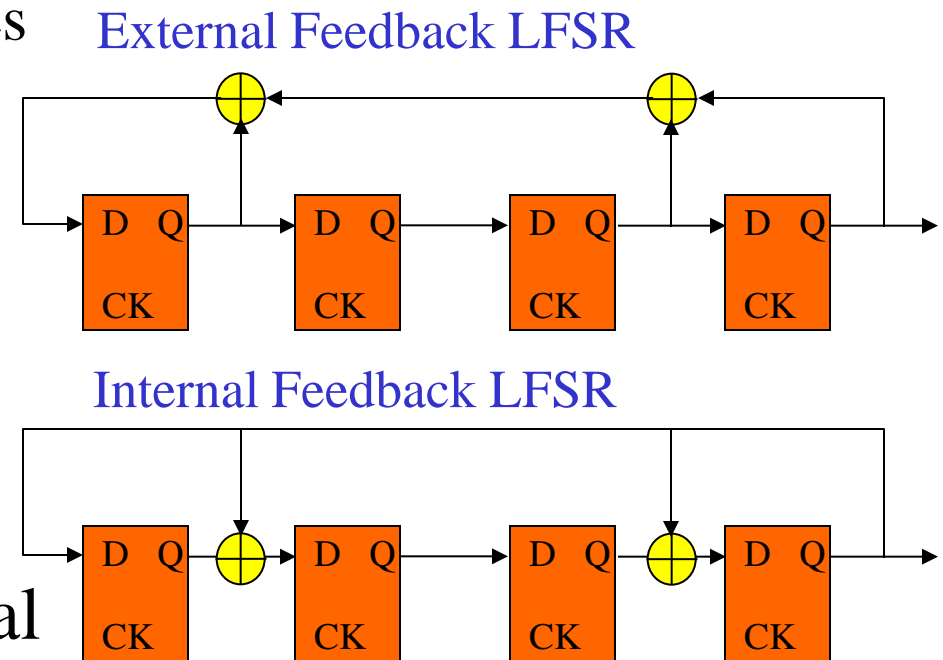 External Feedback LFSR
D Q D Q D Q D Q
CK CK CK CK
Internal Feedback LFSR
D Q D Q D Q D Q
al
CK CK CK CK